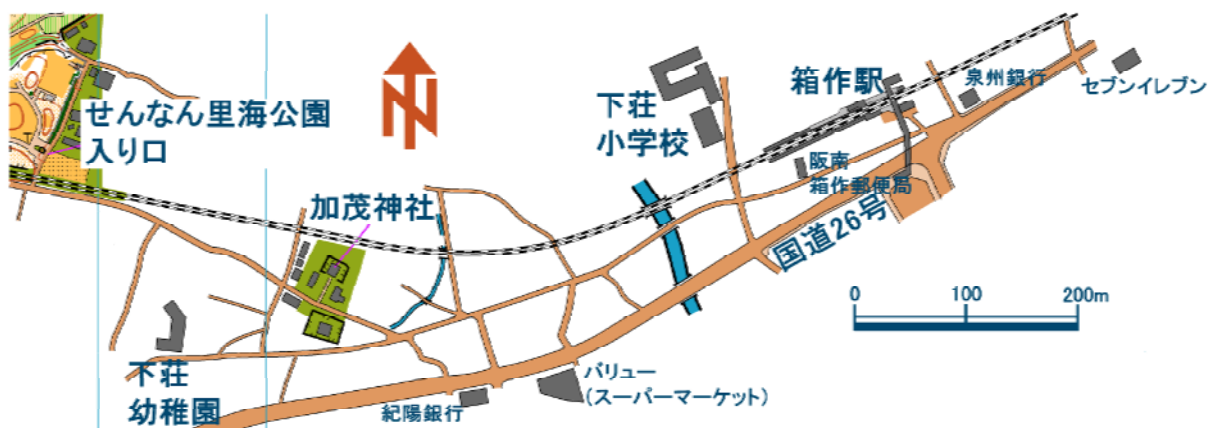 せんなん里海公園
入り口
加茂神社
下荘
小学校
箱作駅
泉州銀行
セブンイレブン
阪南
箱作郵便局
国道26号
0 100 200m
下荘
幼稚園
紀陽銀行
バリュー
(スーパーマーケット)
N